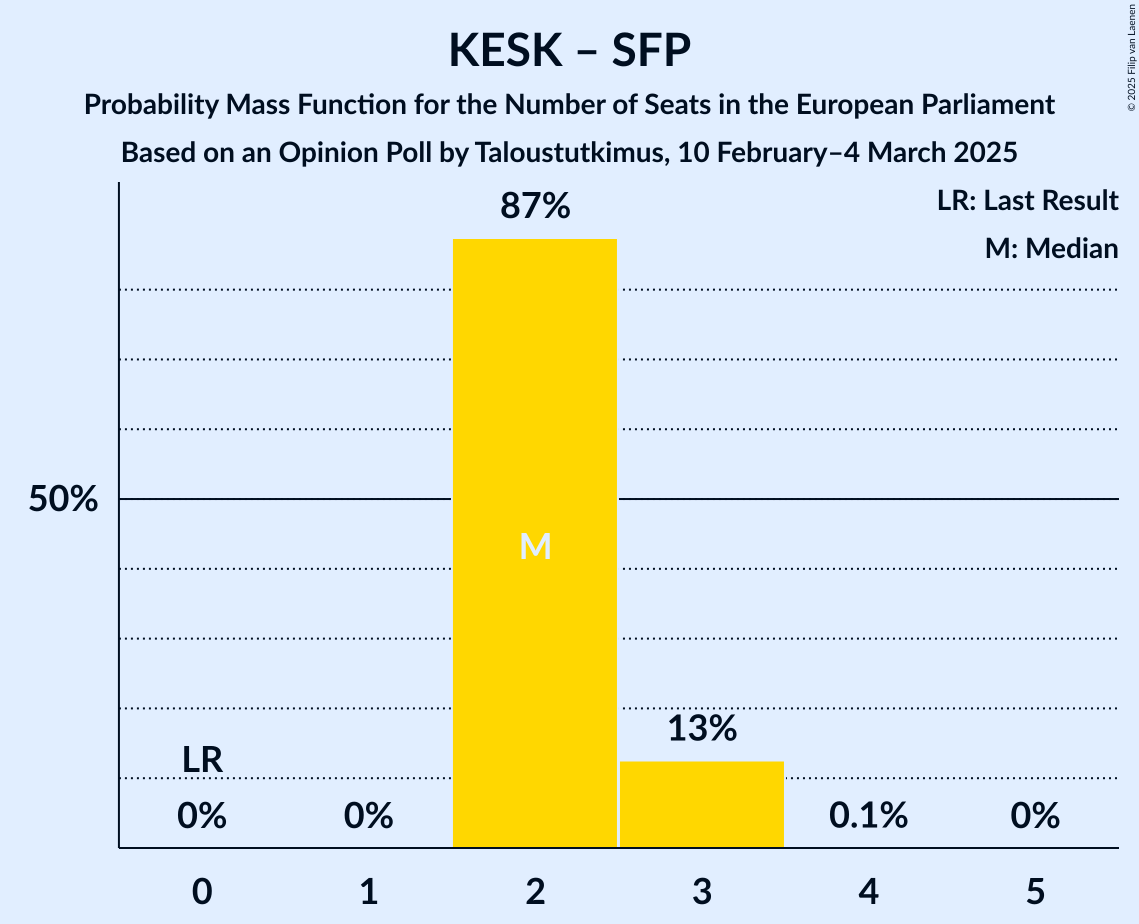 KESK – SFP
Probability Mass Function for the Number of Seats in the European Parliament
Based on an Opinion Poll by Taloustutkimus, 10 February–4 March 2025
© 2025 Filip van Laenen
LR: Last Result
M: Median
87%
50%
M
13%
LR
0%
0%
0.1%
0%
0
1
2
3
4
5